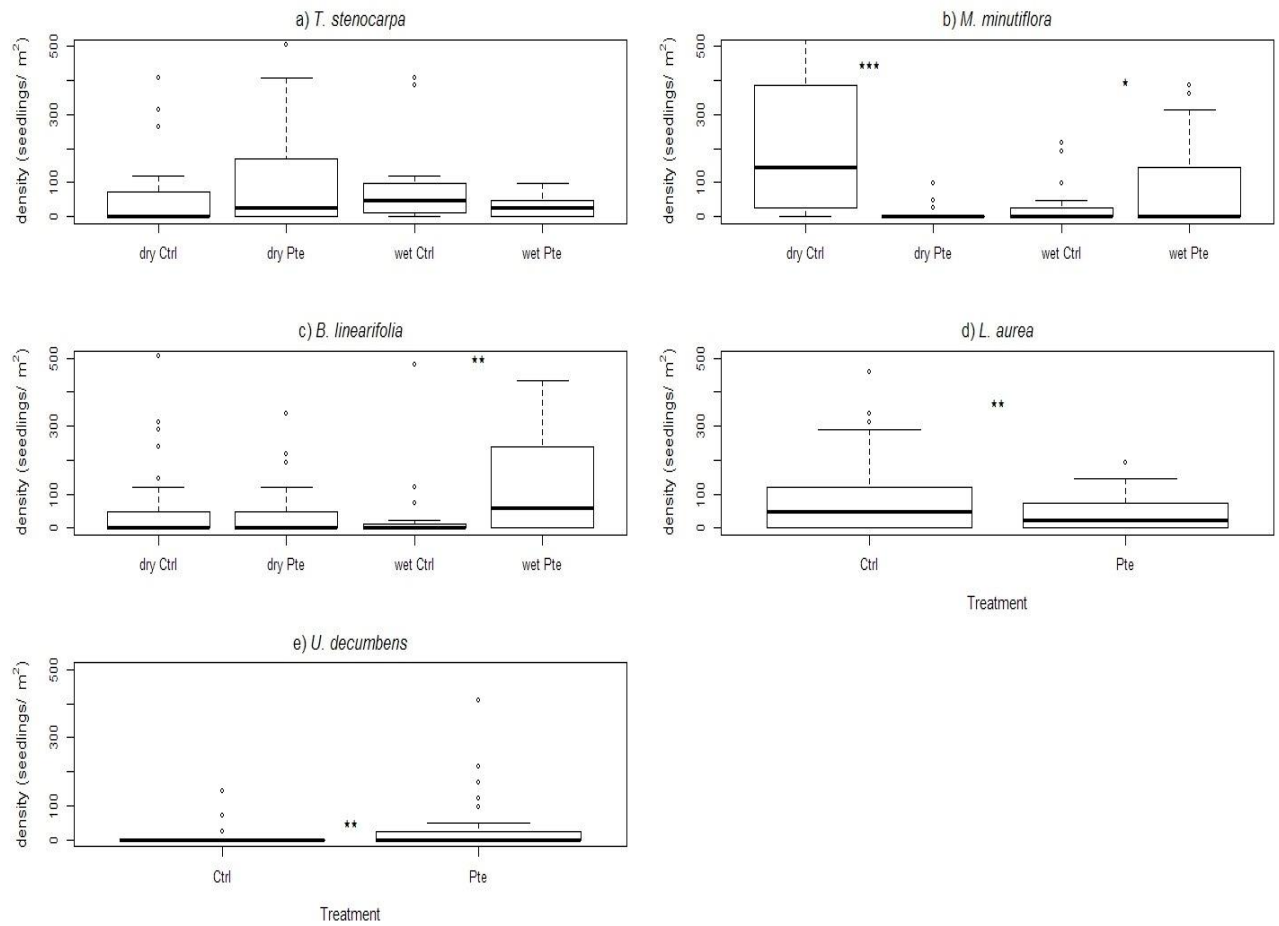 a) T. stenocarpa
density (seedlings/ m²)
500
300
100
0
dry Ctrl dry Pte wet Ctrl wet Pte
b) M. minutiflora
density (seedlings/ m²)
500
300
100
0
***
*
dry Ctrl dry Pte wet Ctrl wet Pte
c) B. linearifolia
density (seedlings/ m²)
500
300
100
0
**
dry Ctrl dry Pte wet Ctrl wet Pte
d) L. aurea
density (seedlings/ m²)
500
300
100
0
**
Ctrl Pte
Treatment
e) U. decumbens
density (seedlings/ m²)
500
300
100
0
**
Ctrl Pte
Treatment